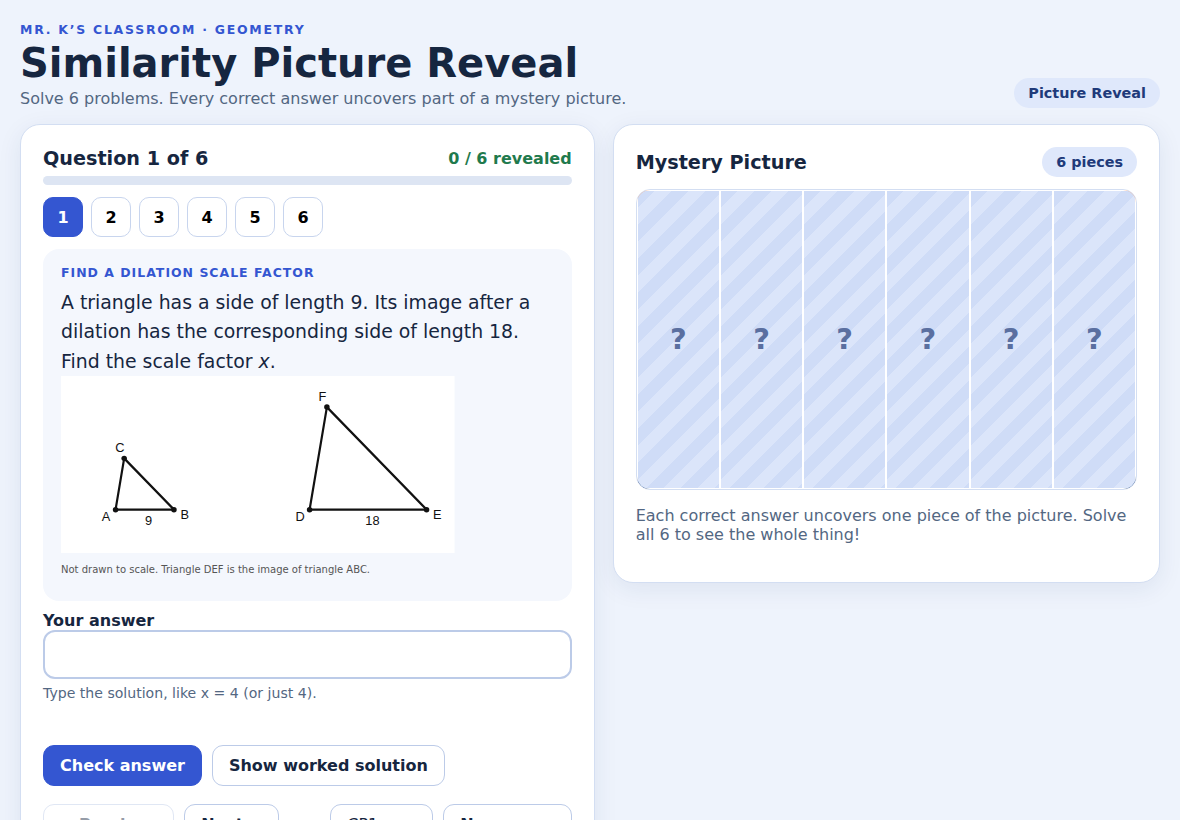 MR. K’S CLASSROOM · GEOMETRY
Similarity Picture Reveal
Solve 6 problems. Every correct answer uncovers part of a mystery picture.
Picture Reveal
Question 1 of 6
0 / 6 revealed
1 2 3 4 5 6
FIND A DILATION SCALE FACTOR
A triangle has a side of length 9. Its image after a
dilation has the corresponding side of length 18.
Find the scale factor x.
F
C
A
9
B
D
18
E
Not drawn to scale. Triangle DEF is the image of triangle ABC.
Your answer
Type the solution, like x = 4 (or just 4).
Check answer
Show worked solution
Mystery Picture
6 pieces
? ? ? ? ? ?
Each correct answer uncovers one piece of the picture. Solve
all 6 to see the whole thing!